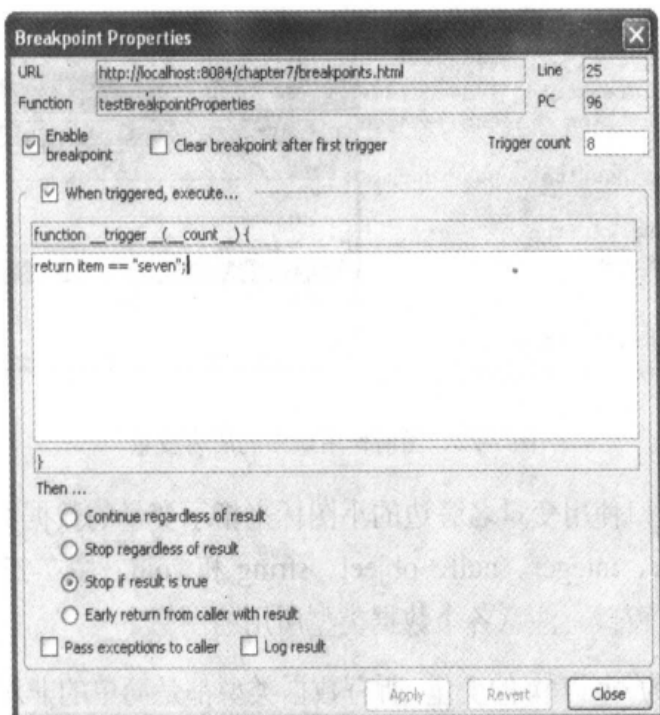 Breakpoint Properties
URL http://localhost:8084/chapter7/breakpoints.html Line 25
Function testBreakpointProperties PC 96
Enable breakpoint Clear breakpoint after first trigger Trigger count 8
When triggered, execute...
function __trigger__(__count__) {
return item == "seven";
}
Then ...
Continue regardless of result
Stop regardless of result
Stop if result is true
Early return from caller with result
Pass exceptions to caller Log result
Apply Revert Close